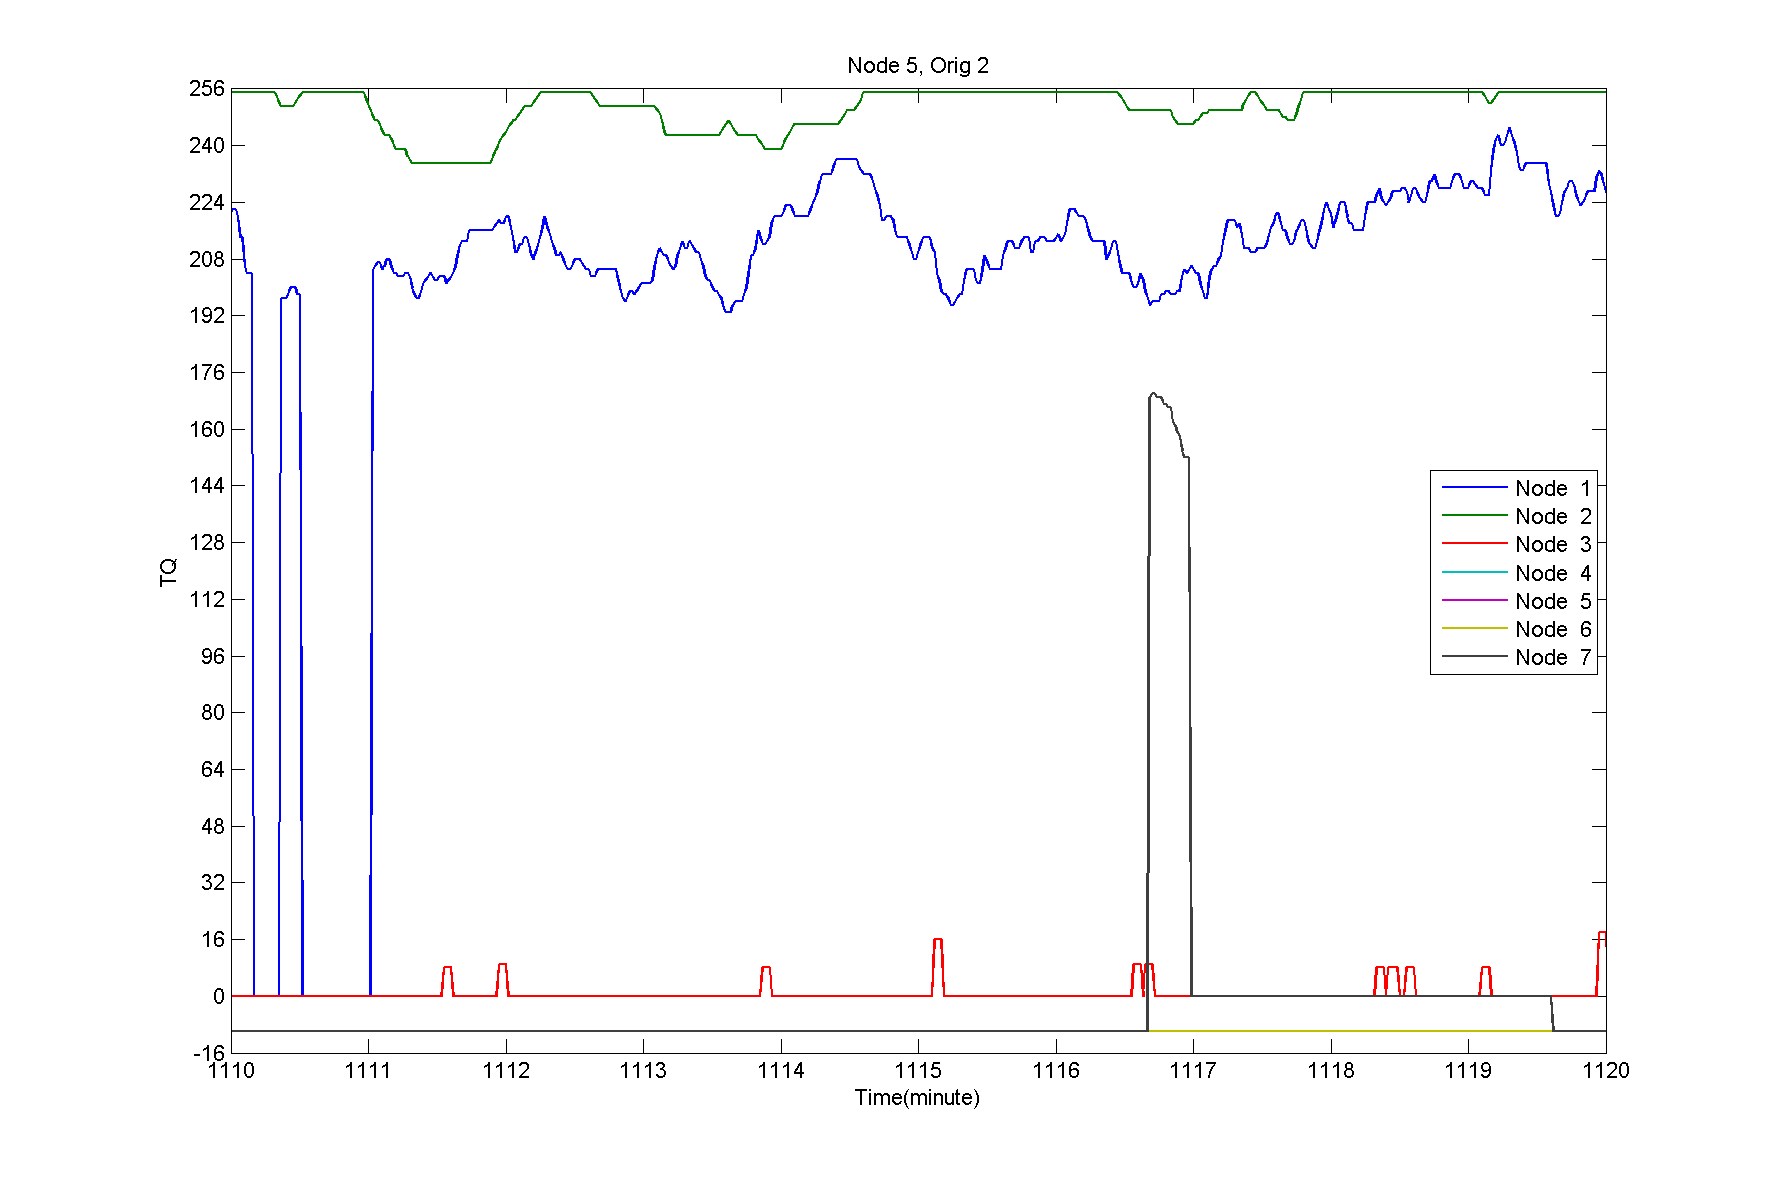 Node 5, Orig 2
256
240
224
208
192
176
160
144
128
112
96
80
64
48
32
16
0
-16
TQ
Node 1
Node 2
Node 3
Node 4
Node 5
Node 6
Node 7
1110 1111 1112 1113 1114 1115 1116 1117 1118 1119 1120
Time(minute)